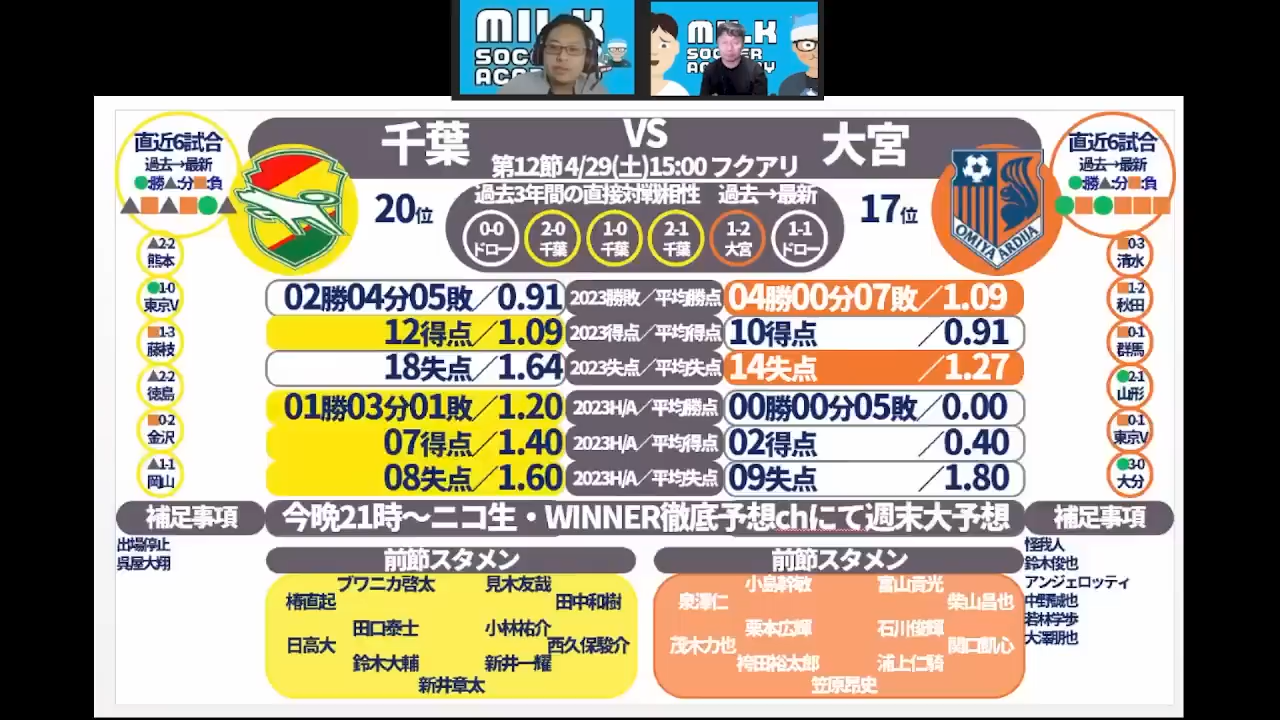 MILK
SOCCER
ACADEMY
MILK
SOCCER
ACADEMY
千葉 VS 大宮
第12節 4/29(土)15:00 フクアリ
20位
17位
過去3年間の直接対戦相性 過去→最新
0-0 ドロー
2-0 千葉
1-0 千葉
2-1 千葉
1-2 大宮
1-1 ドロー
直近6試合
過去→最新
●:勝▲:分■:負
▲■▲■●▲
▲2-2
熊本
●1-0
東京V
■1-3
藤枝
▲2-2
徳島
■0-2
金沢
▲1-1
岡山
直近6試合
過去→最新
●:勝▲:分■:負
●■●■■■
■0-3
清水
■1-2
秋田
■0-1
群馬
●2-1
山形
■0-1
東京V
●3-0
大分
OMIYA ARDIJA
02勝04分05敗／0.91 2023勝敗／平均勝点 04勝00分07敗／1.09
12得点／1.09 2023得点／平均得点 10得点 ／0.91
18失点／1.64 2023失点／平均失点 14失点 ／1.27
01勝03分01敗／1.20 2023H/A／平均勝点 00勝00分05敗／0.00
07得点／1.40 2023H/A／平均得点 02得点 ／0.40
08失点／1.60 2023H/A／平均失点 09失点 ／1.80
補足事項
今晩21時～ニコ生・WINNER徹底予想chにて週末大予想
補足事項
出場停止
呉屋大翔
怪我人
鈴木俊也
アンジェロッティ
中野誠也
若林学歩
大澤朋也
前節スタメン
ブワニカ啓太 見木友哉
椿直起 田中和樹
田口泰士 小林祐介
日高大 西久保駿介
鈴木大輔 新井一耀
新井章太
前節スタメン
小島幹敏 富山貴光
泉澤仁 柴山昌也
栗本広輝 石川俊輝
茂木力也 関口凱心
袴田裕太郎 浦上仁騎
笠原昂史